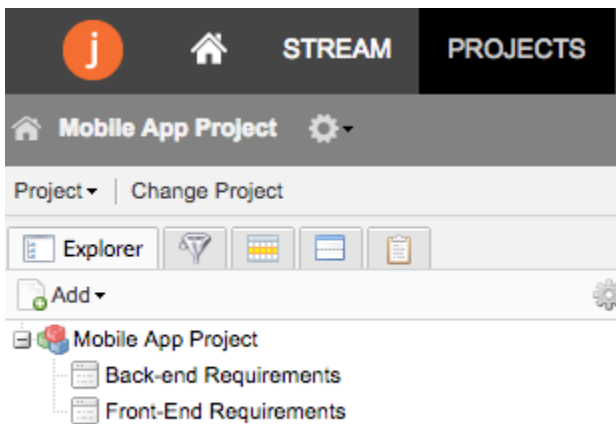 j STREAM PROJECTS
Mobile App Project
Project Change Project
Explorer
Add
Mobile App Project
Back-end Requirements
Front-End Requirements